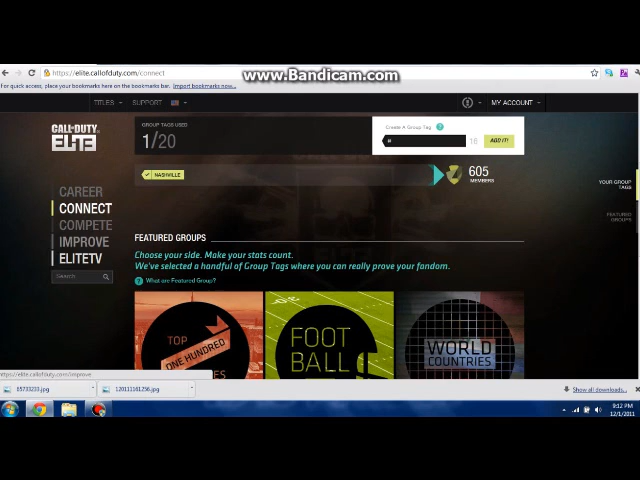 www.Bandicam.com
https://elite.callofduty.com/connect
For quick access, place your bookmarks here on the bookmarks bar. Import bookmarks now...
TITLES
SUPPORT
MY ACCOUNT
CALL OF DUTY
ELITE
GROUP TAGS USED
1/20
Create A Group Tag ?
#
16
ADD IT!
NASHVILLE
605
MEMBERS
YOUR GROUP
TAGS
FEATURED
GROUPS
CAREER
CONNECT
COMPETE
IMPROVE
ELITETV
Search
FEATURED GROUPS
Choose your side. Make your stats count.
We've selected a handful of Group Tags where you can really prove your fandom.
? What are Featured Group?
TOP
ONE HUNDRED
FOOT
BALL
WORLD
COUNTRIES
https://elite.callofduty.com/improve
120111161256.jpg
Show all downloads...
9:12 PM
12/1/2011